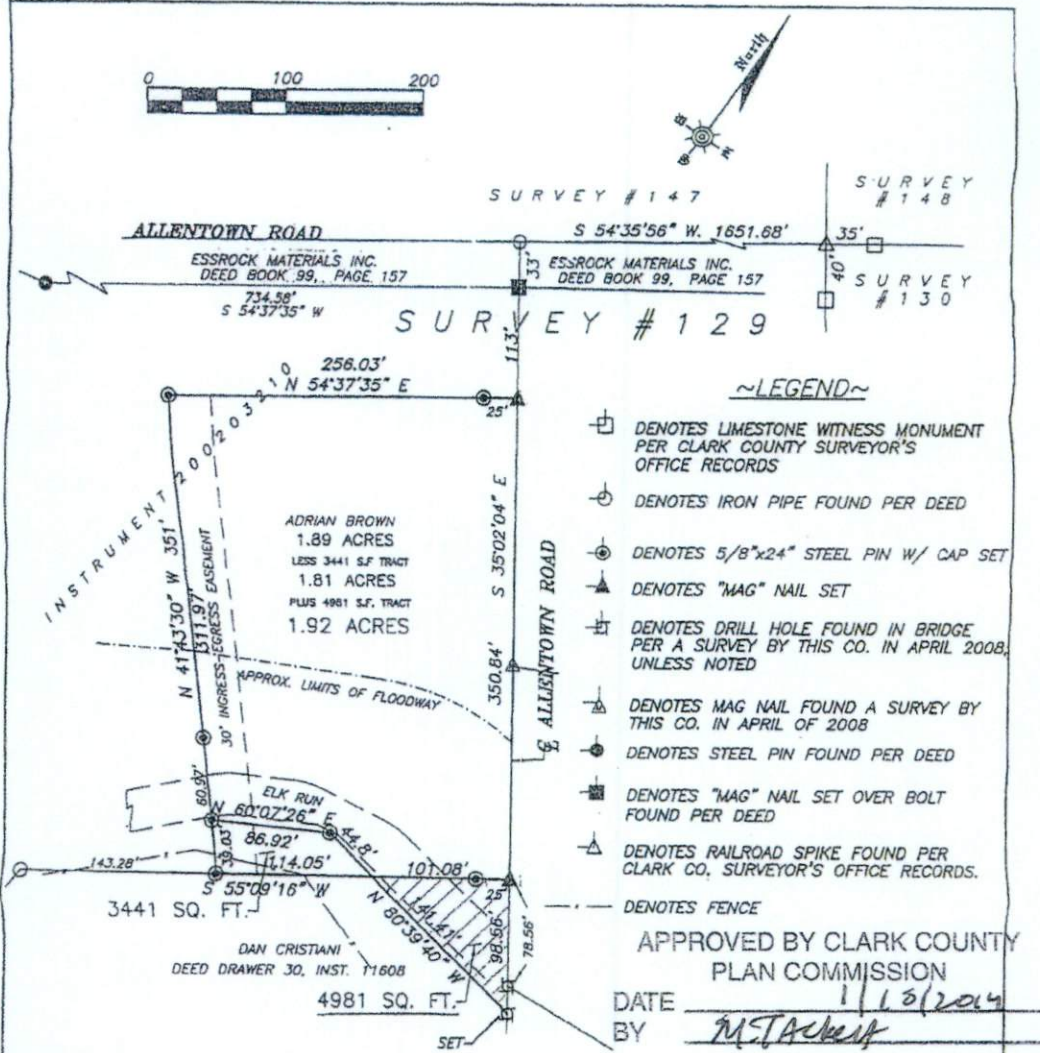 0 100 200
North
SURVEY #147
SURVEY
#148
ALLENTOWN ROAD
S 54°35'56" W. 1651.68'
35'
ESSROCK MATERIALS INC.
DEED BOOK 99,. PAGE 157
33'
ESSROCK MATERIALS INC.
DEED BOOK 99, PAGE 157
40'
SURVEY
#130
734.58'
S 54°37'35" W
SURVEY #129
113'
256.03'
N 54°37'35" E
25'
INSTRUMENT 200203210
N 41°43'30" W 351'
311.97'
30' INGRESS-EGRESS EASEMENT
ADRIAN BROWN
1.89 ACRES
LESS 3441 S.F. TRACT
1.81 ACRES
PLUS 4981 S.F. TRACT
1.92 ACRES
S 35°02'04" E
350.84'
℄ ALLENTOWN ROAD
APPROX. LIMITS OF FLOODWAY
60.97'
ELK RUN
N 60°07'26" E
86.92'
44.8'
39.03'
143.28'
114.05'
101.08'
25'
S 55°09'16" W
3441 SQ. FT.
141.41'
N 80°39'40" W
98.56'
78.56'
DAN CRISTIANI
DEED DRAWER 30, INST. 11608
4981 SQ. FT.
SET
~LEGEND~
DENOTES LIMESTONE WITNESS MONUMENT
PER CLARK COUNTY SURVEYOR'S
OFFICE RECORDS
DENOTES IRON PIPE FOUND PER DEED
DENOTES 5/8"x24" STEEL PIN W/ CAP SET
DENOTES "MAG" NAIL SET
DENOTES DRILL HOLE FOUND IN BRIDGE
PER A SURVEY BY THIS CO. IN APRIL 2008,
UNLESS NOTED
DENOTES MAG NAIL FOUND A SURVEY BY
THIS CO. IN APRIL OF 2008
DENOTES STEEL PIN FOUND PER DEED
DENOTES "MAG" NAIL SET OVER BOLT
FOUND PER DEED
DENOTES RAILROAD SPIKE FOUND PER
CLARK CO. SURVEYOR'S OFFICE RECORDS.
DENOTES FENCE
APPROVED BY CLARK COUNTY
PLAN COMMISSION
DATE
BY M. Tackett